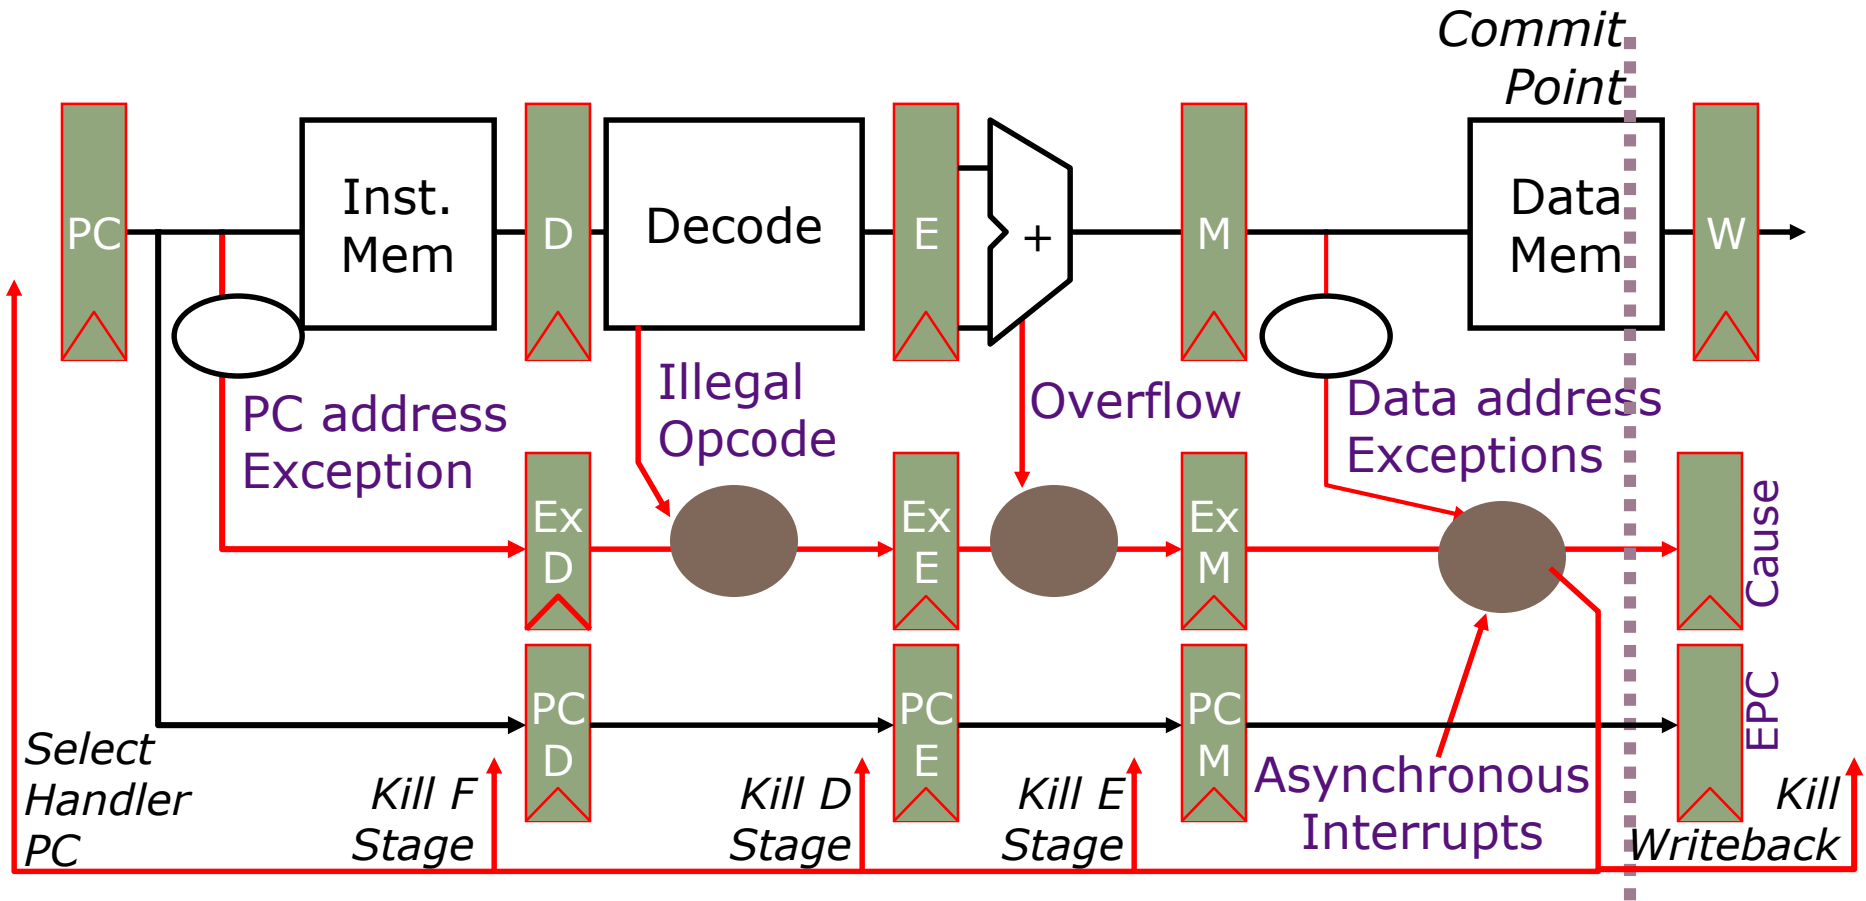 Commit
Point
PC
Inst.
Mem
D
Decode
E
+
M
Data
Mem
W
PC address
Exception
Illegal
Opcode
Overflow
Data address
Exceptions
Ex
D
Ex
E
Ex
M
Cause
PC
D
PC
E
PC
M
EPC
Select
Handler
PC
Kill F
Stage
Kill D
Stage
Kill E
Stage
Asynchronous
Interrupts
Kill
Writeback